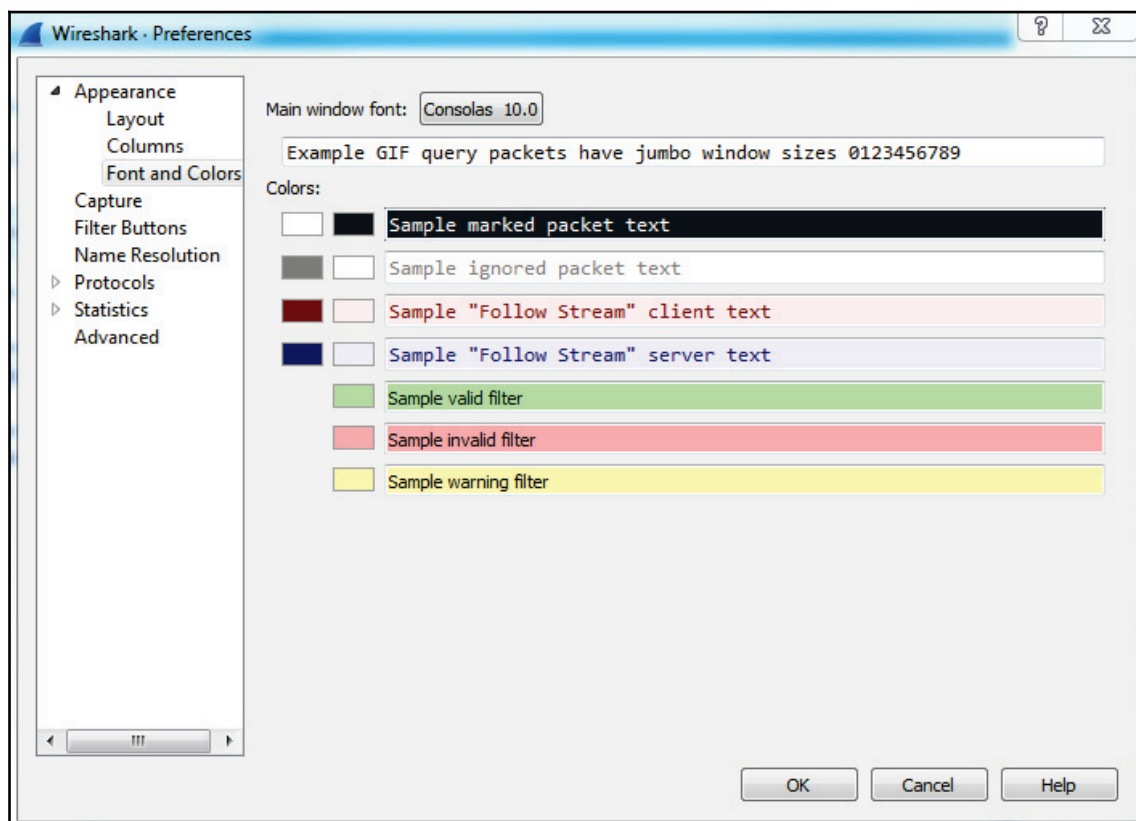 Wireshark · Preferences
Appearance
Layout
Columns
Font and Colors
Capture
Filter Buttons
Name Resolution
Protocols
Statistics
Advanced
Main window font: Consolas 10.0
Example GIF query packets have jumbo window sizes 0123456789
Colors:
Sample marked packet text
Sample ignored packet text
Sample "Follow Stream" client text
Sample "Follow Stream" server text
Sample valid filter
Sample invalid filter
Sample warning filter
OK Cancel Help